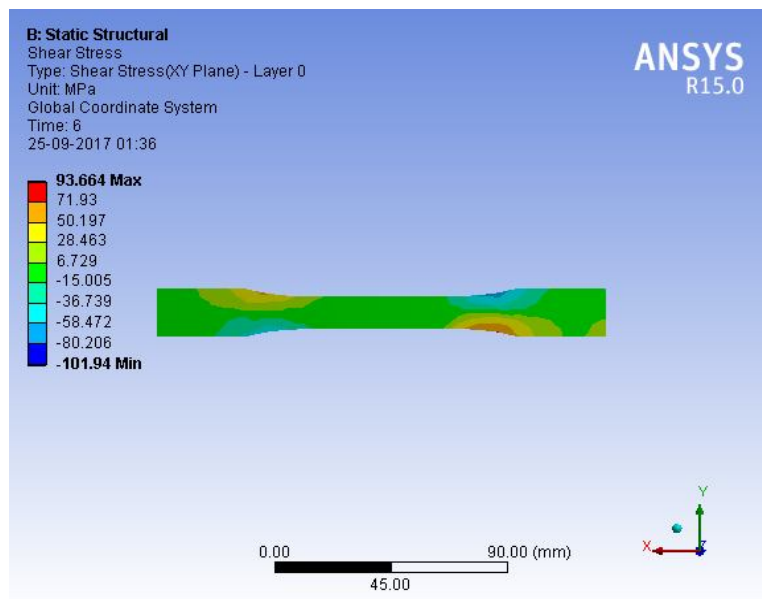 B: Static Structural
Shear Stress
Type: Shear Stress(XY Plane) - Layer 0
Unit: MPa
Global Coordinate System
Time: 6
25-09-2017 01:36
ANSYS
R15.0
93.664 Max
71.93
50.197
28.463
6.729
-15.005
-36.739
-58.472
-80.206
-101.94 Min
Y
X
Z
0.00 90.00 (mm)
45.00